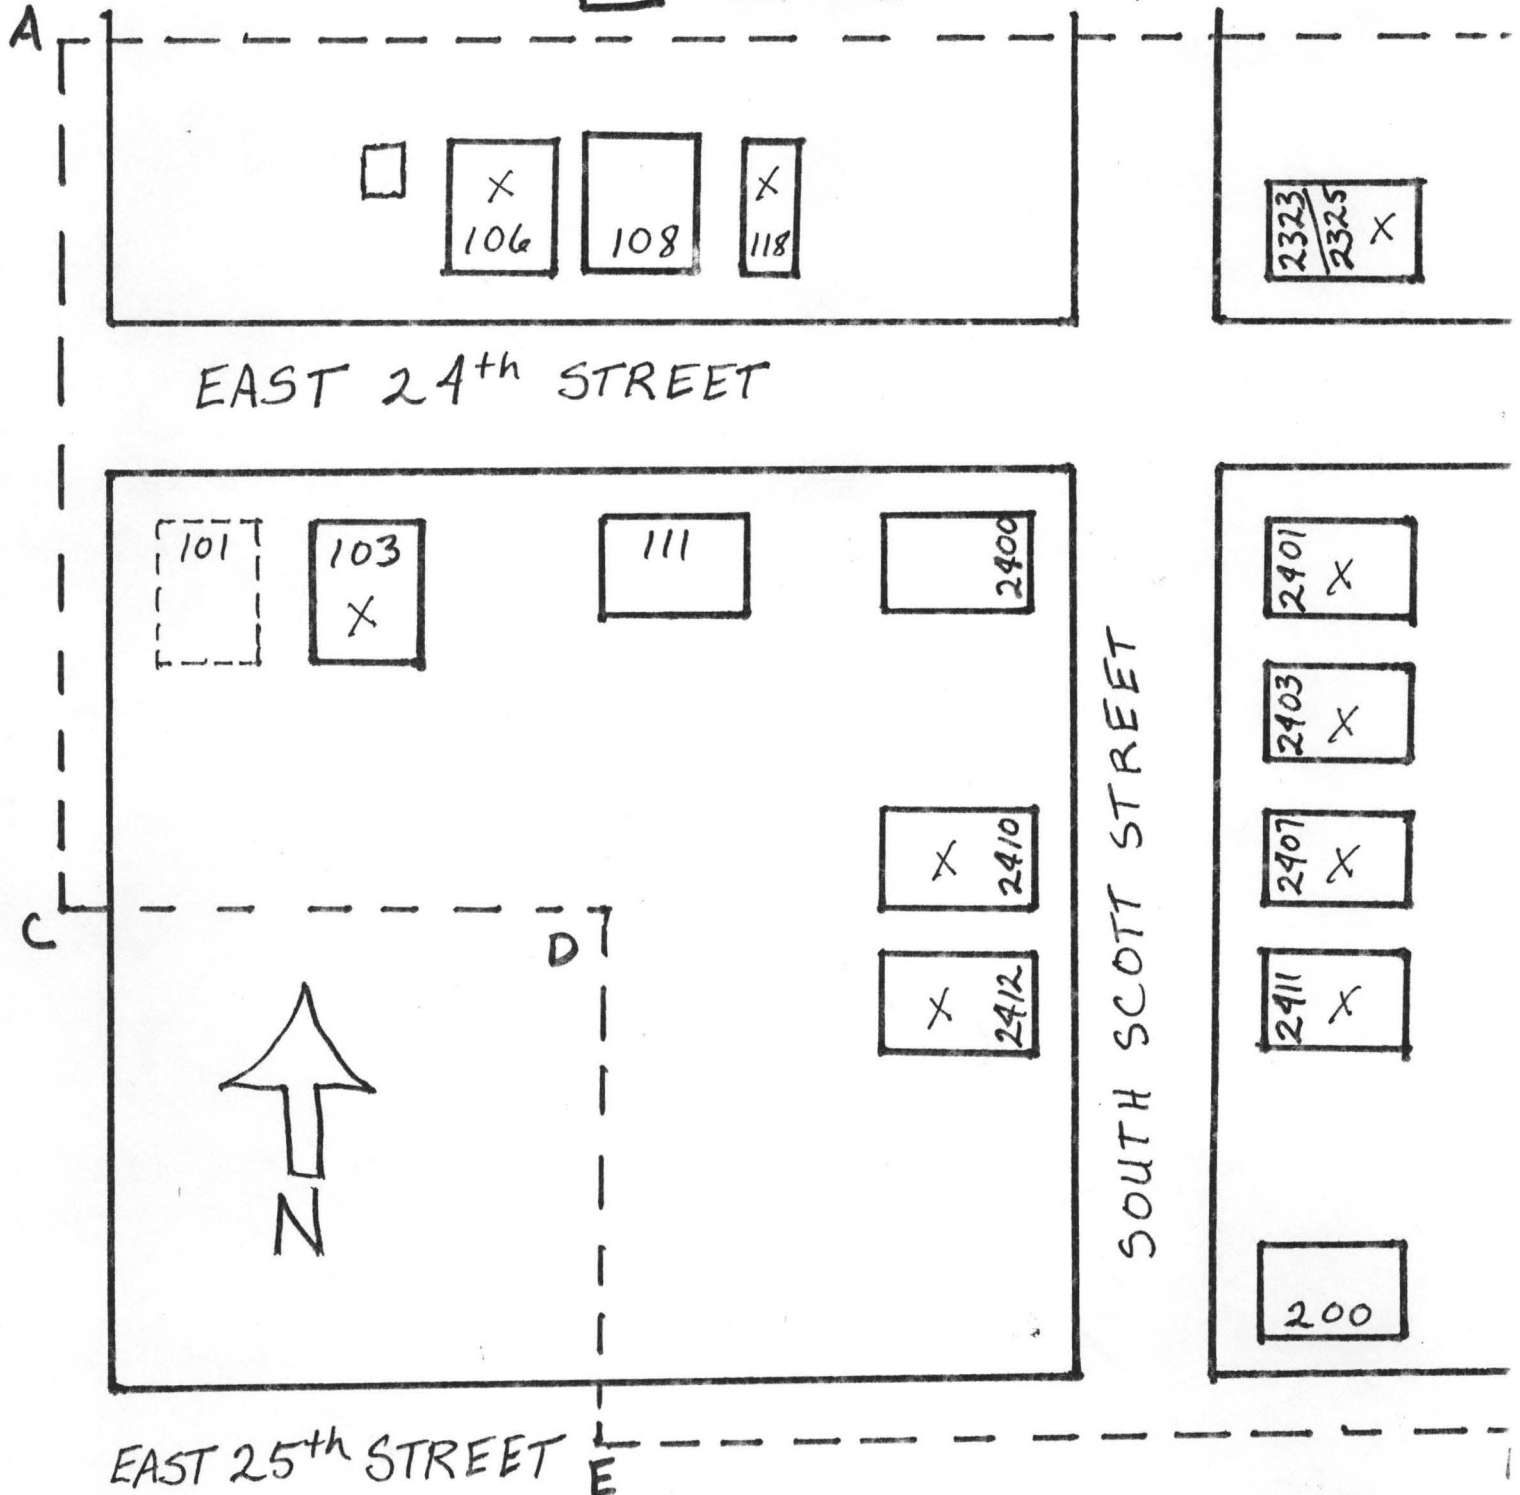 A
X
106
108
X
118
2323/2325
X
EAST 24th STREET
101
103
X
111
2400
2401
X
2403
X
2410
X
2407
X
C
D
2412
X
2411
X
SOUTH SCOTT STREET
N
200
EAST 25th STREET
E